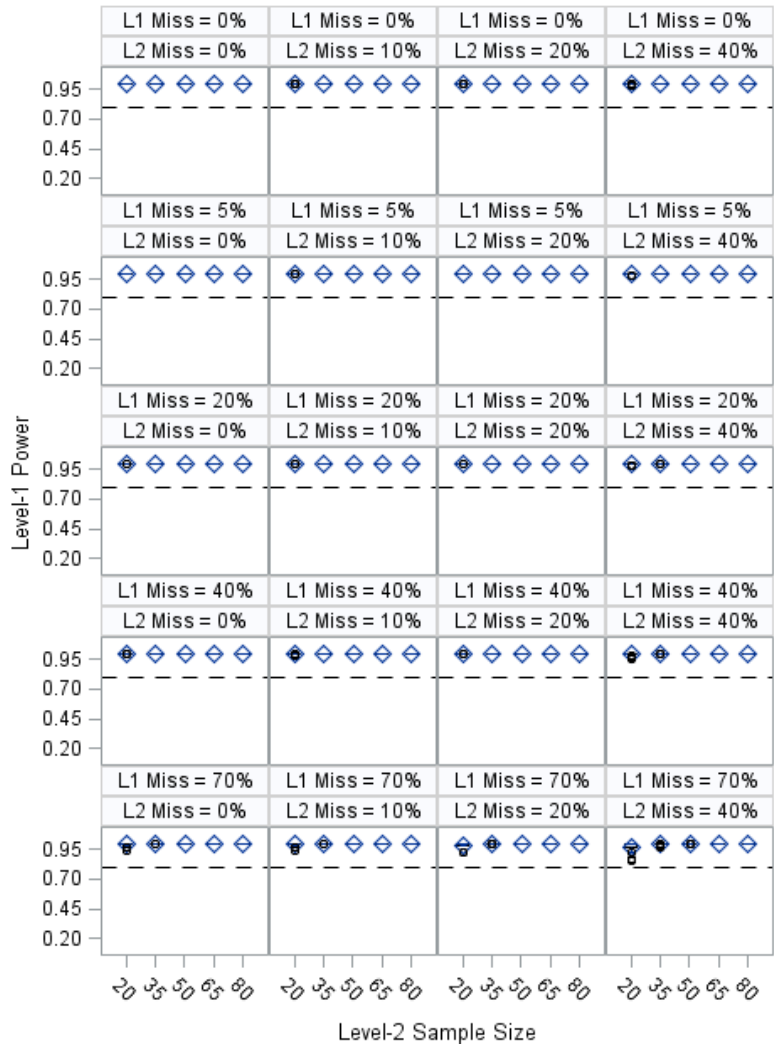 L1 Miss = 0% L1 Miss = 0% L1 Miss = 0% L1 Miss = 0%
L2 Miss = 0% L2 Miss = 10% L2 Miss = 20% L2 Miss = 40%
0.95
0.70
0.45
0.20
L1 Miss = 5% L1 Miss = 5% L1 Miss = 5% L1 Miss = 5%
L2 Miss = 0% L2 Miss = 10% L2 Miss = 20% L2 Miss = 40%
0.95
0.70
0.45
0.20
L1 Miss = 20% L1 Miss = 20% L1 Miss = 20% L1 Miss = 20%
L2 Miss = 0% L2 Miss = 10% L2 Miss = 20% L2 Miss = 40%
0.95
0.70
0.45
0.20
L1 Miss = 40% L1 Miss = 40% L1 Miss = 40% L1 Miss = 40%
L2 Miss = 0% L2 Miss = 10% L2 Miss = 20% L2 Miss = 40%
0.95
0.70
0.45
0.20
L1 Miss = 70% L1 Miss = 70% L1 Miss = 70% L1 Miss = 70%
L2 Miss = 0% L2 Miss = 10% L2 Miss = 20% L2 Miss = 40%
0.95
0.70
0.45
0.20
Level-1 Power
20 35 50 65 80 20 35 50 65 80 20 35 50 65 80 20 35 50 65 80
Level-2 Sample Size